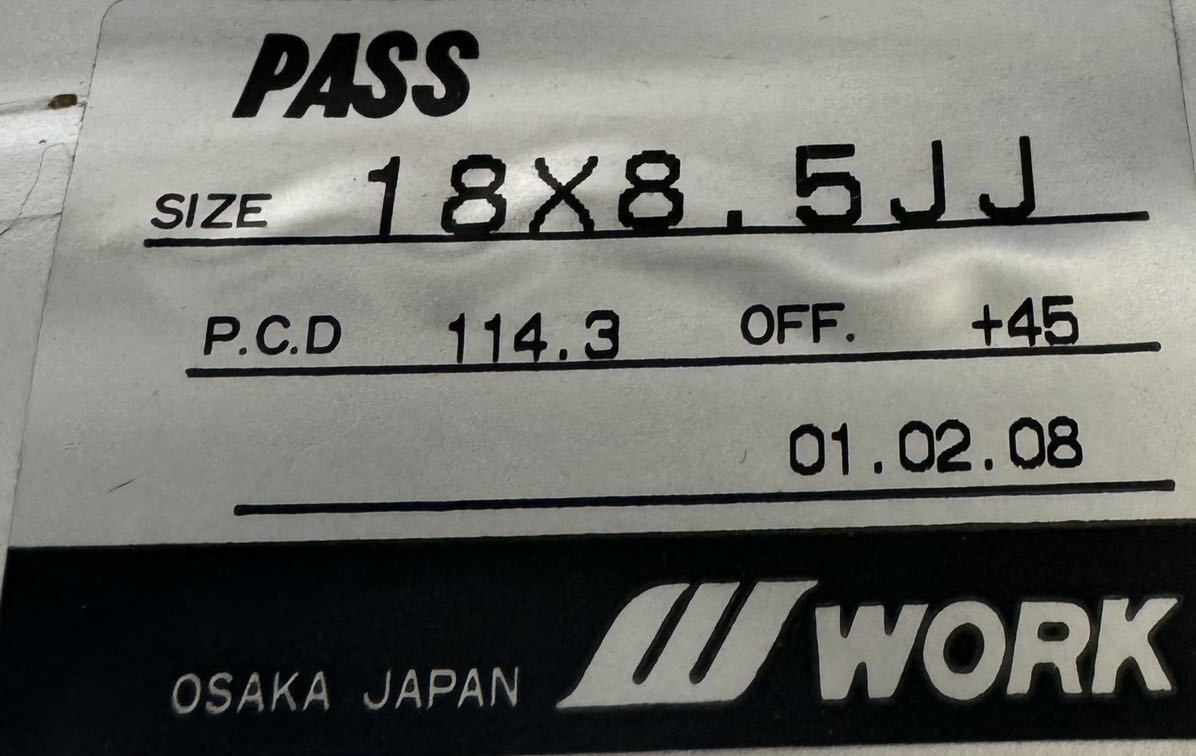 PASS
SIZE 18X8.5JJ
P.C.D 114.3 OFF. +45
01.02.08
OSAKA JAPAN W WORK